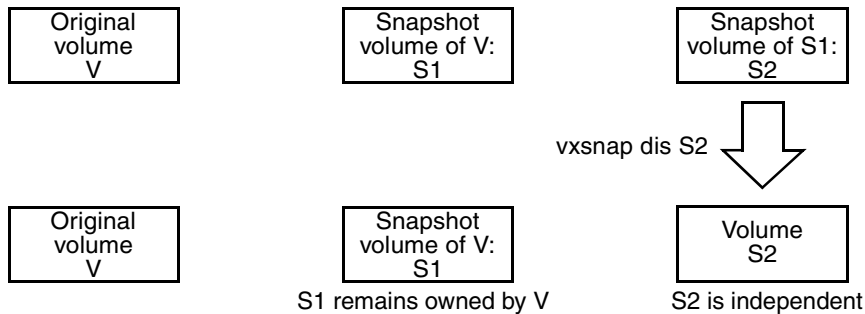 Original
volume
V
Snapshot
volume of V:
S1
Snapshot
volume of S1:
S2
vxsnap dis S2
Original
volume
V
Snapshot
volume of V:
S1
Volume
S2
S1 remains owned by V
S2 is independent